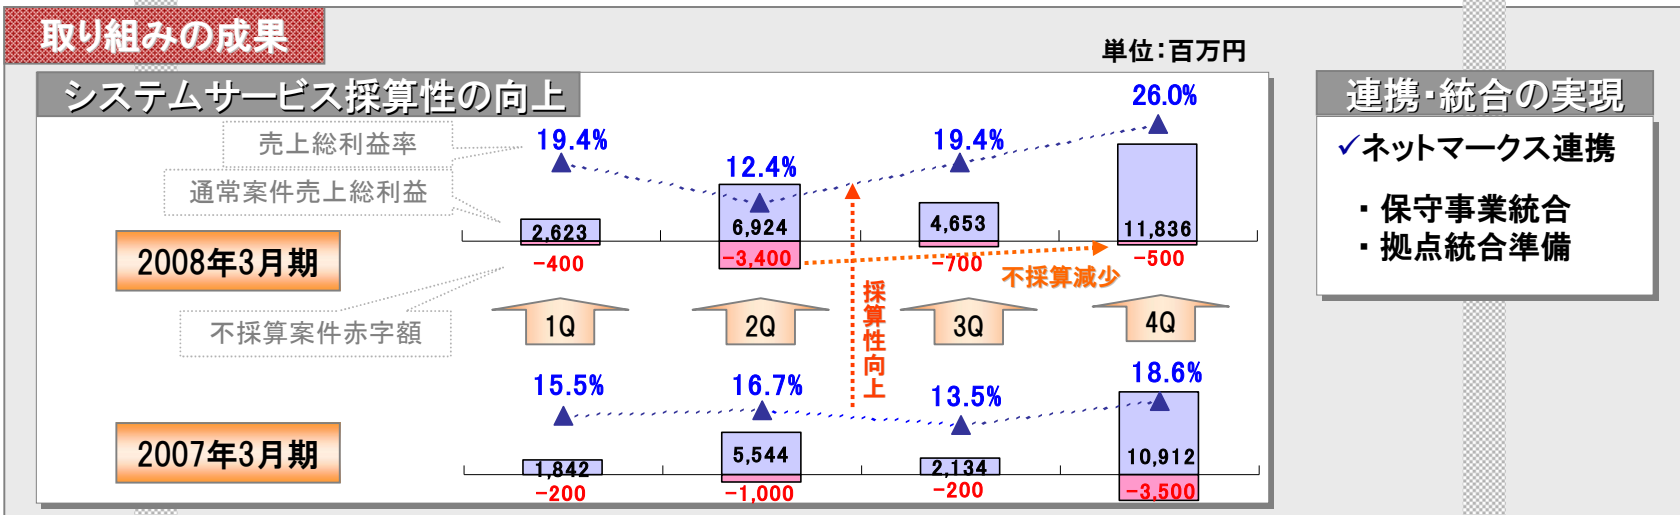 取り組みの成果
単位：百万円
システムサービス採算性の向上
売上総利益率
通常案件売上総利益
19.4%
12.4%
19.4%
26.0%
2008年3月期
2,623
6,924
4,653
11,836
-400
-3,400
-700
-500
不採算減少
不採算案件赤字額
1Q
2Q
3Q
4Q
採算性向上
15.5%
16.7%
13.5%
18.6%
2007年3月期
1,842
5,544
2,134
10,912
-200
-1,000
-200
-3,500
連携・統合の実現
✓ネットマークス連携
・保守事業統合
・拠点統合準備